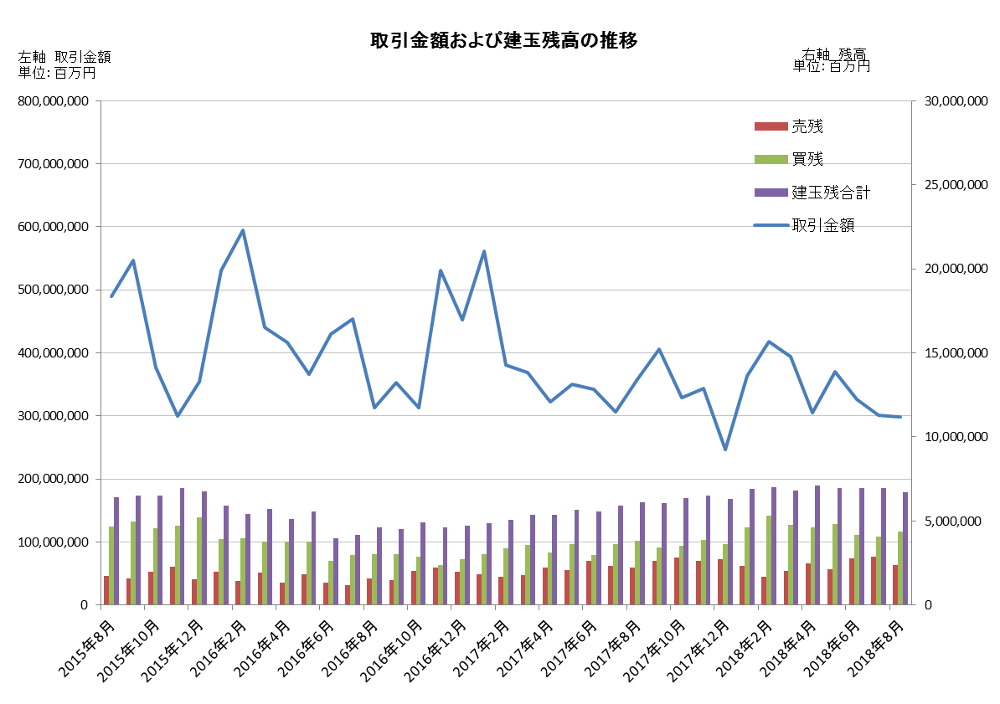 取引金額および建玉残高の推移
左軸 取引金額
単位：百万円
右軸 残高
単位：百万円
800,000,000
700,000,000
600,000,000
500,000,000
400,000,000
300,000,000
200,000,000
100,000,000
0
30,000,000
25,000,000
20,000,000
15,000,000
10,000,000
5,000,000
0
売残
買残
建玉残合計
取引金額
2015年8月
2015年10月
2015年12月
2016年2月
2016年4月
2016年6月
2016年8月
2016年10月
2016年12月
2017年2月
2017年4月
2017年6月
2017年8月
2017年10月
2017年12月
2018年2月
2018年4月
2018年6月
2018年8月